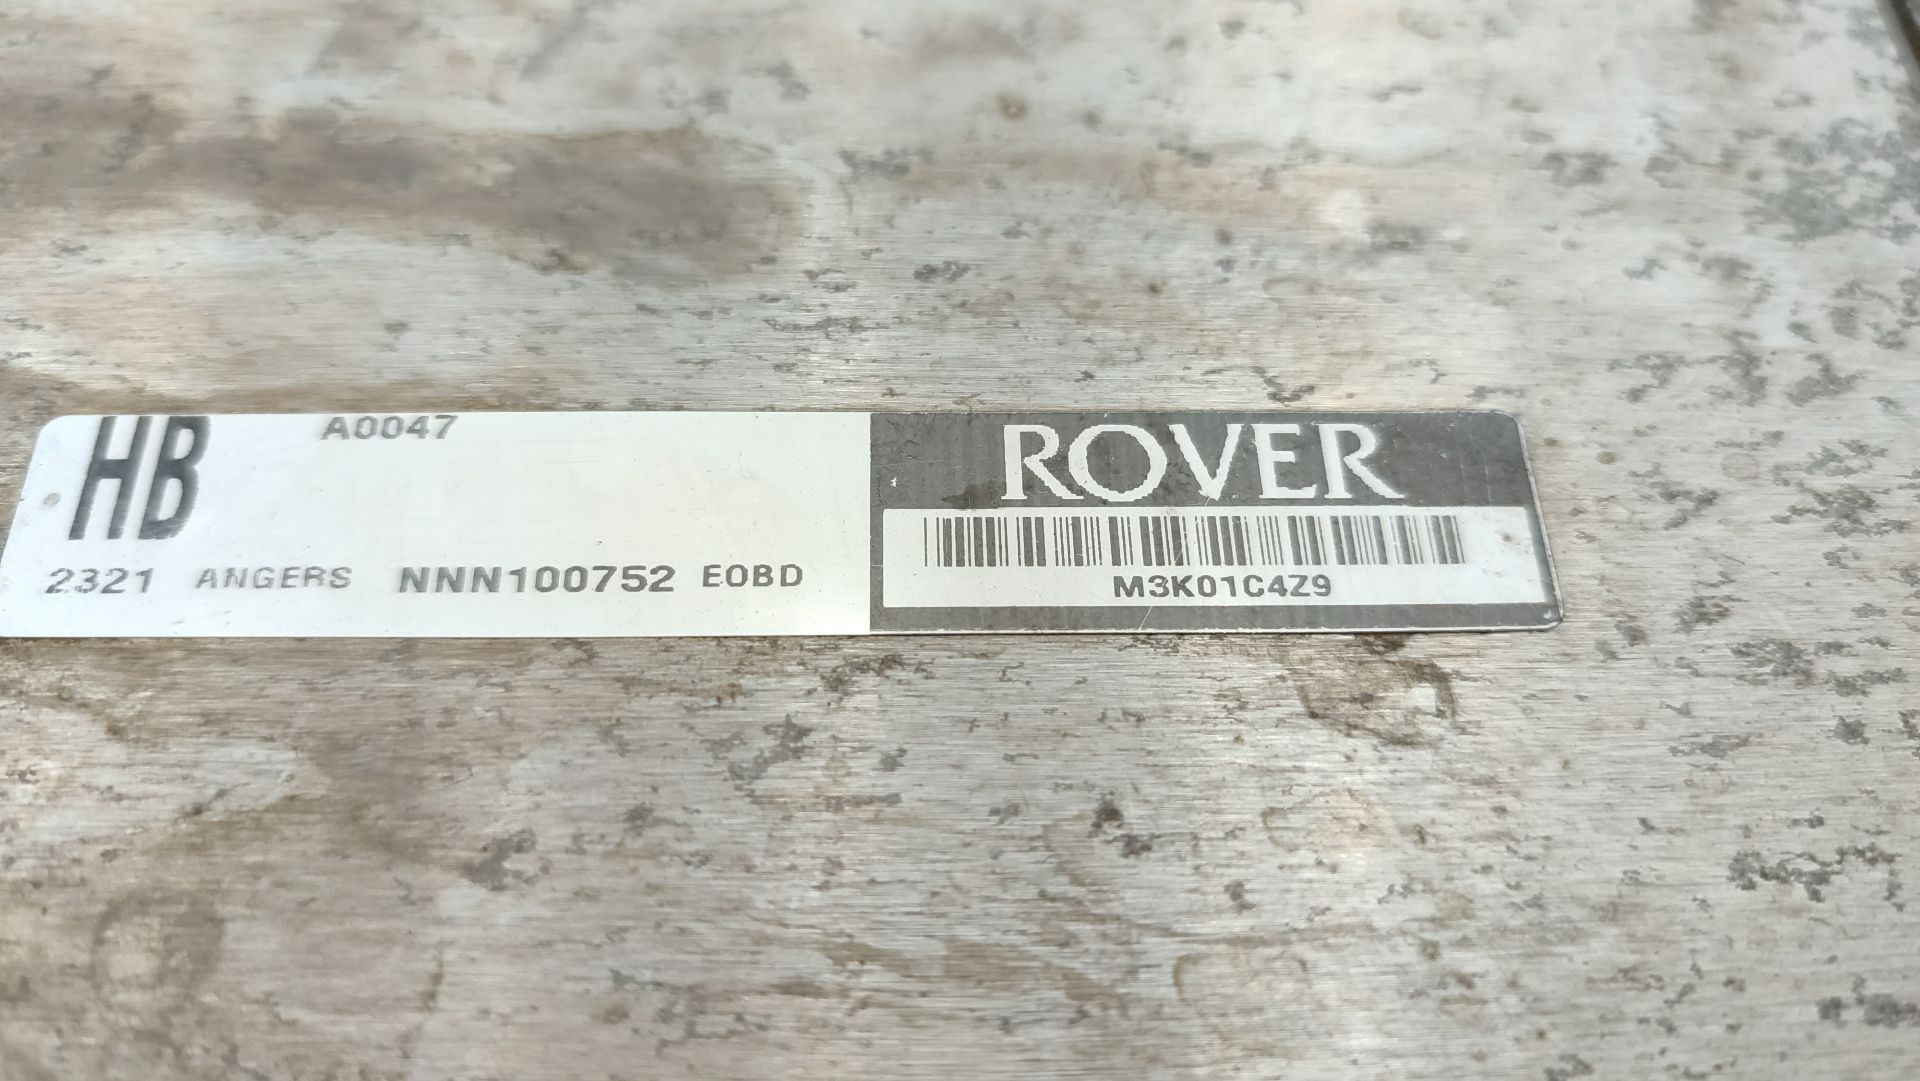 HB A0047
2321 ANGERS NNN100752 EOBD
ROVER
M3K01C4Z9